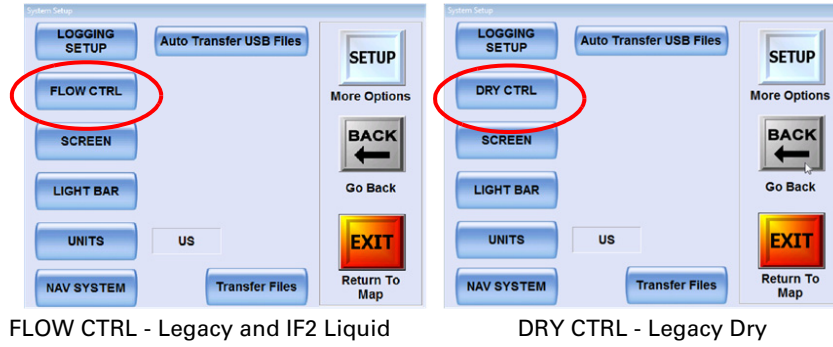 System Setup
LOGGING
SETUP
Auto Transfer USB Files
FLOW CTRL
SCREEN
LIGHT BAR
UNITS
US
NAV SYSTEM
Transfer Files
SETUP
More Options
BACK
Go Back
EXIT
Return To
Map
System Setup
LOGGING
SETUP
Auto Transfer USB Files
DRY CTRL
SCREEN
LIGHT BAR
UNITS
US
NAV SYSTEM
Transfer Files
SETUP
More Options
BACK
Go Back
EXIT
Return To
Map
FLOW CTRL - Legacy and IF2 Liquid
DRY CTRL - Legacy Dry